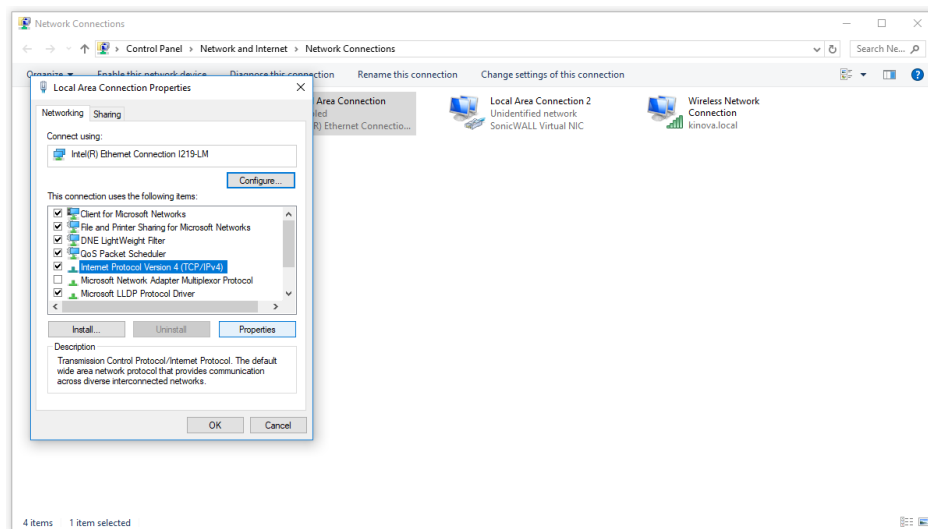 Network Connections
Control Panel > Network and Internet > Network Connections
Search Ne...
Organize
Enable this network device
Diagnose this connection
Rename this connection
Change settings of this connection
Local Area Connection Properties
Networking
Sharing
Connect using:
Intel(R) Ethernet Connection I219-LM
Configure...
This connection uses the following items:
Client for Microsoft Networks
File and Printer Sharing for Microsoft Networks
DNE LightWeight Filter
QoS Packet Scheduler
Internet Protocol Version 4 (TCP/IPv4)
Microsoft Network Adapter Multiplexor Protocol
Microsoft LLDP Protocol Driver
Install...
Uninstall
Properties
Description
Transmission Control Protocol/Internet Protocol. The default
wide area network protocol that provides communication
across diverse interconnected networks.
OK
Cancel
Area Connection
led
R) Ethernet Connectio...
Local Area Connection 2
Unidentified network
SonicWALL Virtual NIC
Wireless Network
Connection
kinova.local
4 items
1 item selected